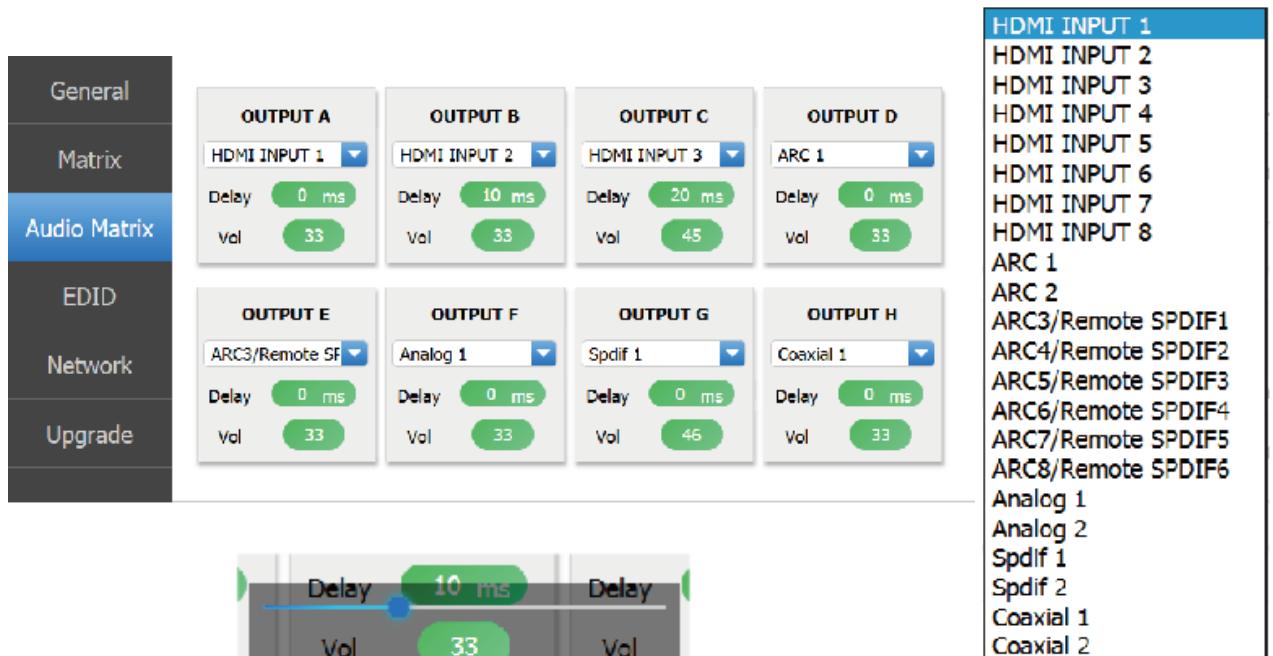 General
Matrix
Audio Matrix
EDID
Network
Upgrade
OUTPUT A
HDMI INPUT 1
Delay 0 ms
Vol 33
OUTPUT B
HDMI INPUT 2
Delay 10 ms
Vol 33
OUTPUT C
HDMI INPUT 3
Delay 20 ms
Vol 45
OUTPUT D
ARC 1
Delay 0 ms
Vol 33
OUTPUT E
ARC3/Remote SF
Delay 0 ms
Vol 33
OUTPUT F
Analog 1
Delay 0 ms
Vol 33
OUTPUT G
Spdif 1
Delay 0 ms
Vol 46
OUTPUT H
Coaxial 1
Delay 0 ms
Vol 33
Delay 10 ms Delay
Vol 33 Vol
HDMI INPUT 1
HDMI INPUT 2
HDMI INPUT 3
HDMI INPUT 4
HDMI INPUT 5
HDMI INPUT 6
HDMI INPUT 7
HDMI INPUT 8
ARC 1
ARC 2
ARC3/Remote SPDIF1
ARC4/Remote SPDIF2
ARC5/Remote SPDIF3
ARC6/Remote SPDIF4
ARC7/Remote SPDIF5
ARC8/Remote SPDIF6
Analog 1
Analog 2
Spdif 1
Spdif 2
Coaxial 1
Coaxial 2